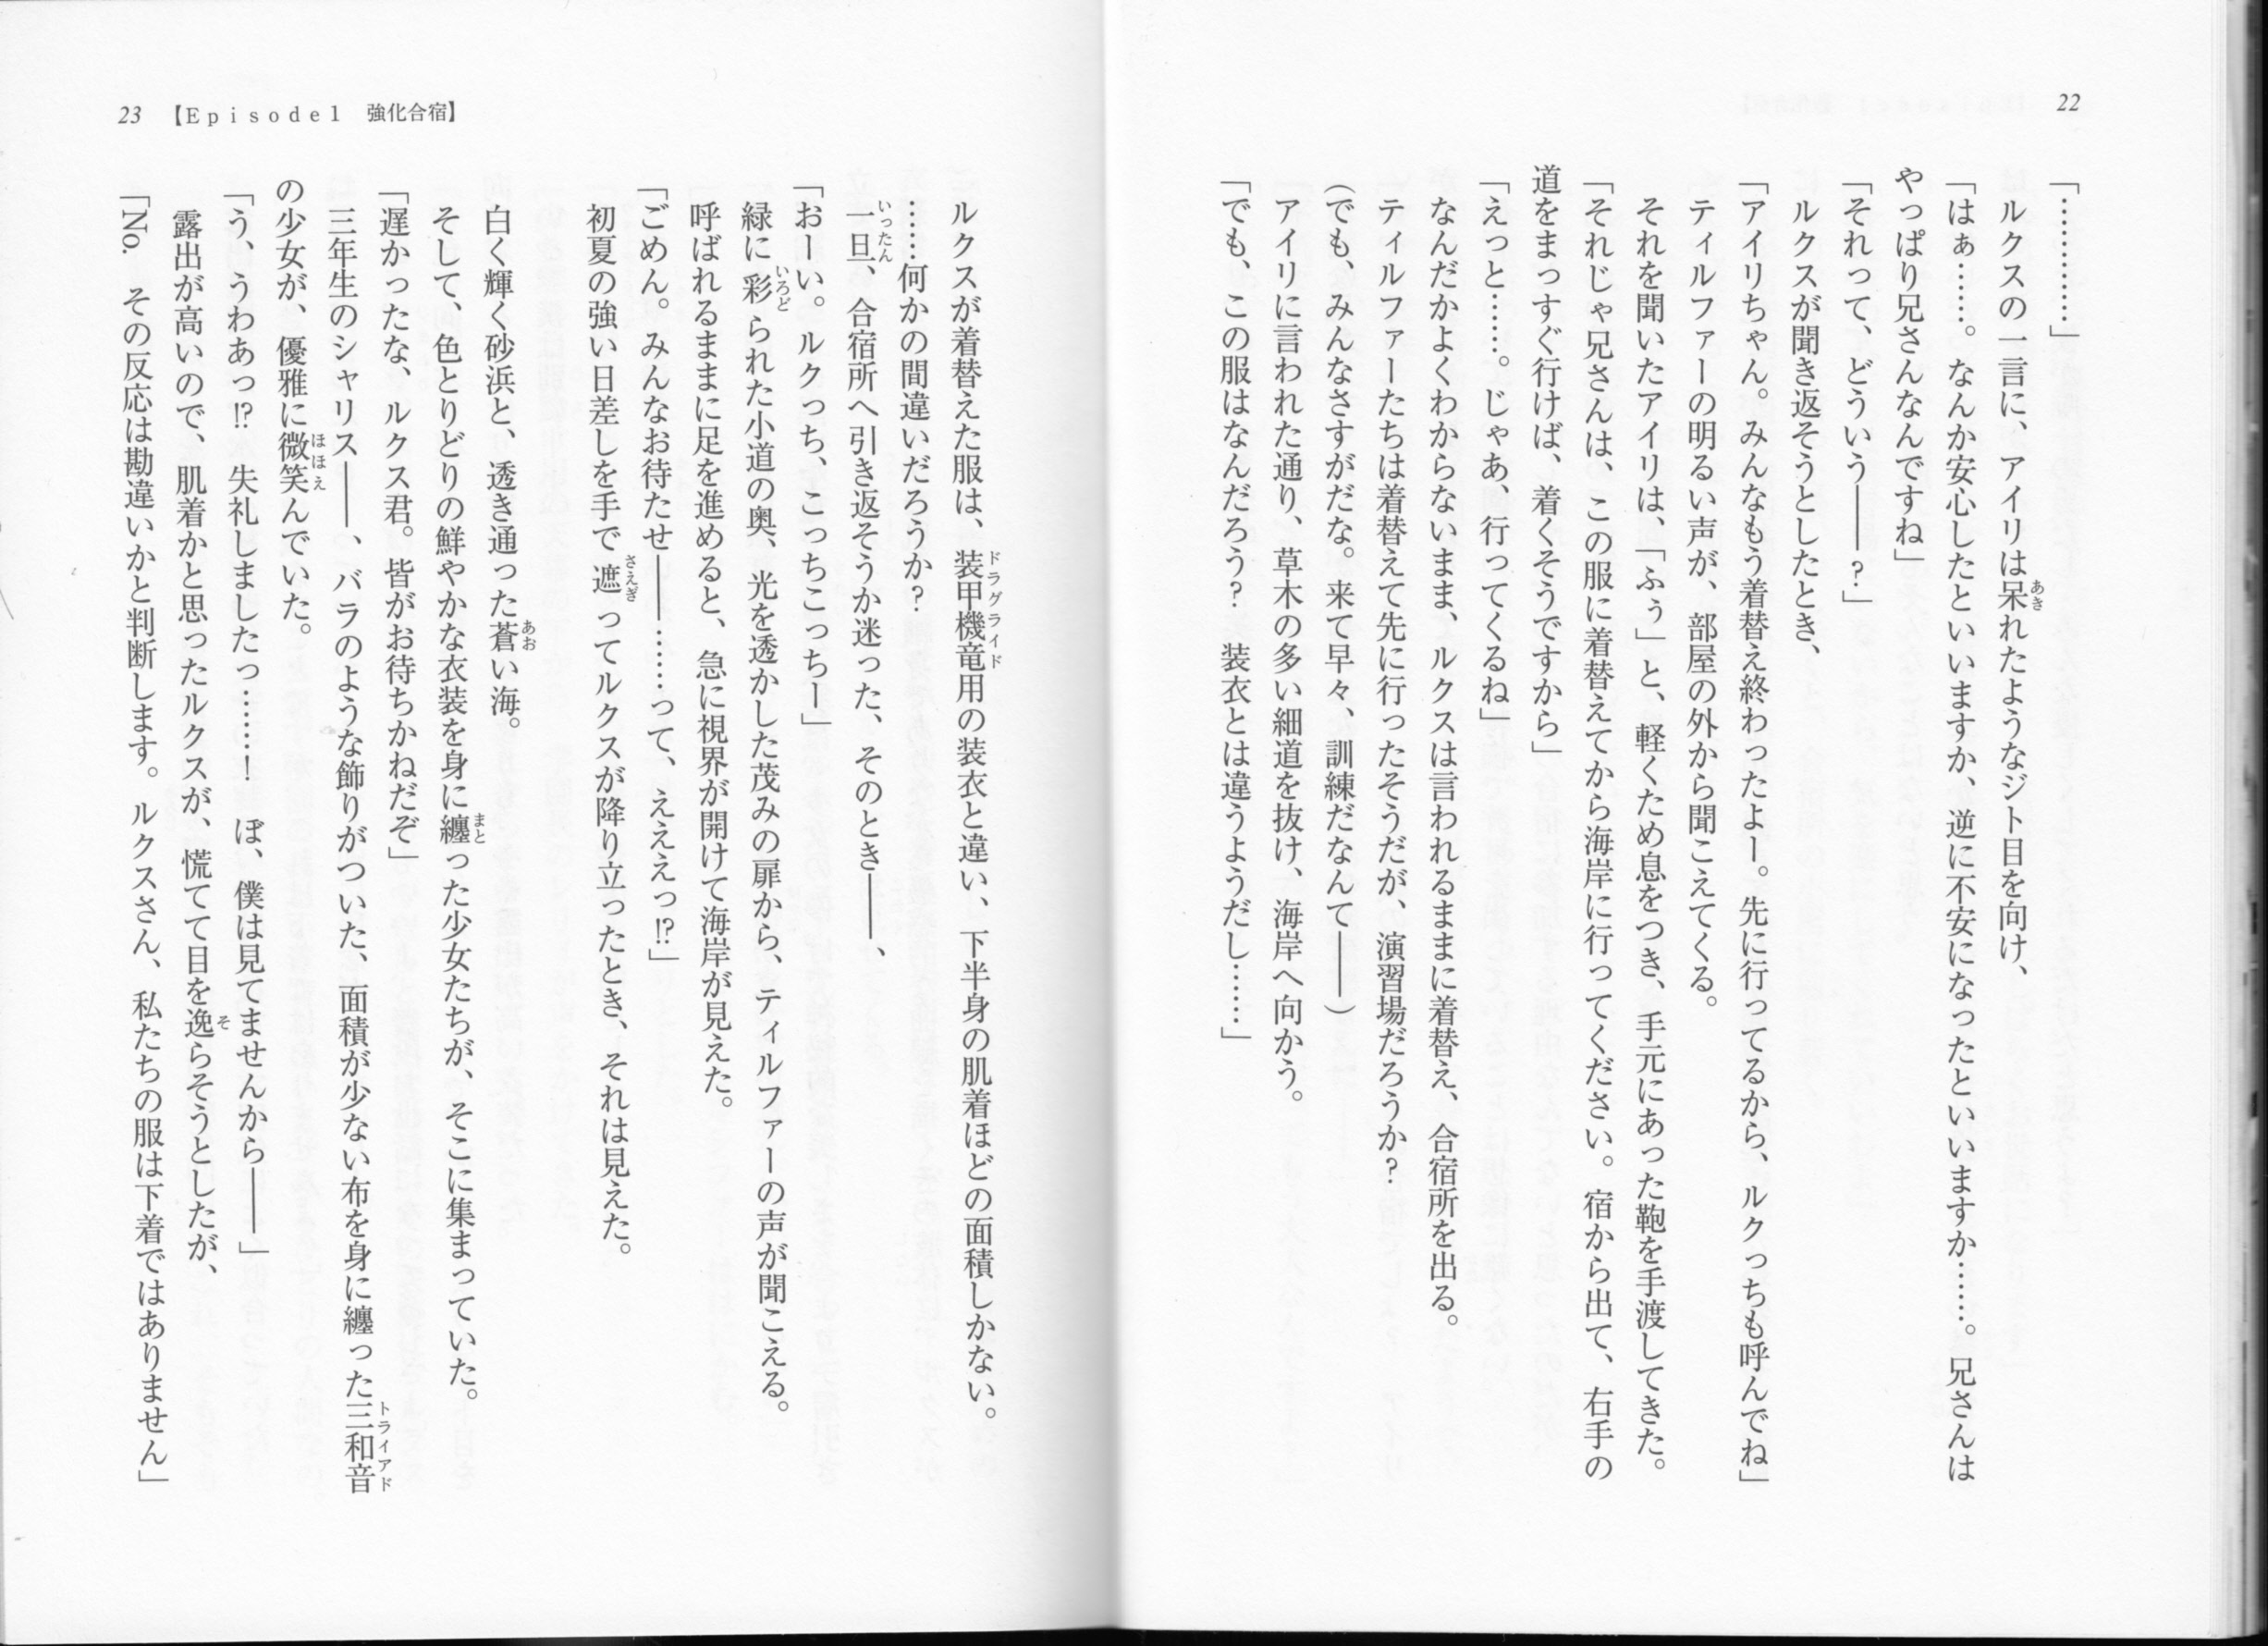 22
「…………」
ルクスの一言に、アイリは呆れたようなジト目を向け、
「はぁ……。なんか安心したといいますか、逆に不安になったといいますか……。兄さんは
やっぱり兄さんなんですね」
「それって、どういう――？」
ルクスが聞き返そうとしたとき、
「アイリちゃん。みんなもう着替え終わったよー。先に行ってるから、ルクっちも呼んでね」
ティルファーの明るい声が、部屋の外から聞こえてくる。
それを聞いたアイリは、「ふぅ」と、軽くため息をつき、手元にあった鞄を手渡してきた。
「それじゃ兄さんは、この服に着替えてから海岸に行ってください。宿から出て、右手の
道をまっすぐ行けば、着くそうですから」
「えっと……。じゃあ、行ってくるね」
なんだかよくわからないまま、ルクスは言われるままに着替え、合宿所を出る。
ティルファーたちは着替えて先に行ったそうだが、演習場だろうか？
（でも、みんなさすがだな。来て早々、訓練だなんて――）
アイリに言われた通り、草木の多い細道を抜け、海岸へ向かう。
「でも、この服はなんだろう？　装衣とは違うようだし……」
23 【Episode1　強化合宿】
ルクスが着替えた服は、装甲機竜用の装衣と違い、下半身の肌着ほどの面積しかない。
……何かの間違いだろうか？
一旦、合宿所へ引き返そうか迷った、そのとき――、
「おーい。ルクっち、こっちこっちー」
緑に彩られた小道の奥、光を透かした茂みの扉から、ティルファーの声が聞こえる。
呼ばれるままに足を進めると、急に視界が開けて海岸が見えた。
「ごめん。みんなお待たせ――……って、えええっ!?」
初夏の強い日差しを手で遮ってルクスが降り立ったとき、それは見えた。
白く輝く砂浜と、透き通った蒼い海。
そして、色とりどりの鮮やかな衣装を身に纏った少女たちが、そこに集まっていた。
「遅かったな、ルクス君。皆がお待ちかねだぞ」
三年生のシャリス――、バラのような飾りがついた、面積が少ない布を身に纏った三和音
の少女が、優雅に微笑んでいた。
「う、うわあっ!?　失礼しましたっ……！　ぼ、僕は見てませんから――」
露出が高いので、肌着かと思ったルクスが、慌てて目を逸らそうとしたが、
「No.　その反応は勘違いかと判断します。ルクスさん、私たちの服は下着ではありません」